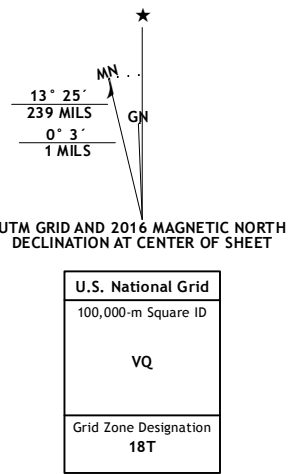 ★
MN
13° 25´
239 MILS
GN
0° 3´
1 MILS
UTM GRID AND 2016 MAGNETIC NORTH
DECLINATION AT CENTER OF SHEET
U.S. National Grid
100,000-m Square ID
VQ
Grid Zone Designation
18T